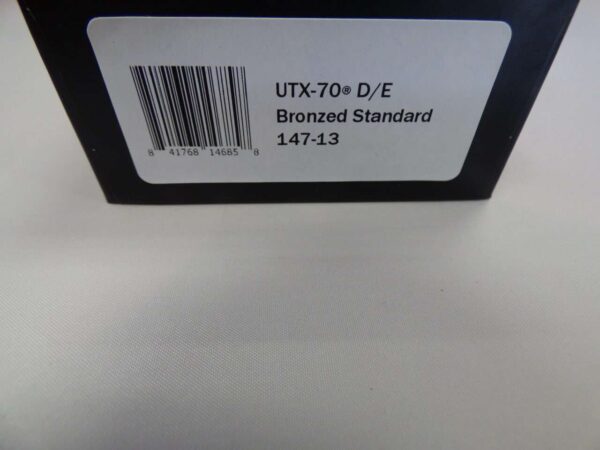 UTX-70® D/E
Bronzed Standard
147-13
8 41768 14685 8